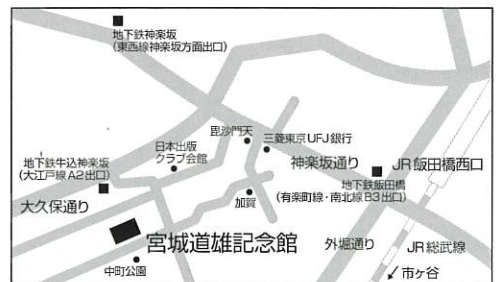 地下鉄神楽坂
(東西線神楽坂方面出口)
毘沙門天
三菱東京UFJ銀行
日本出版
クラブ会館
神楽坂通り
JR飯田橋西口
地下鉄牛込神楽坂
(大江戸線A2出口)
地下鉄飯田橋
(有楽町線・南北線B3出口)
大久保通り
加賀
宮城道雄記念館
外堀通り
JR総武線
中町公園
市ヶ谷